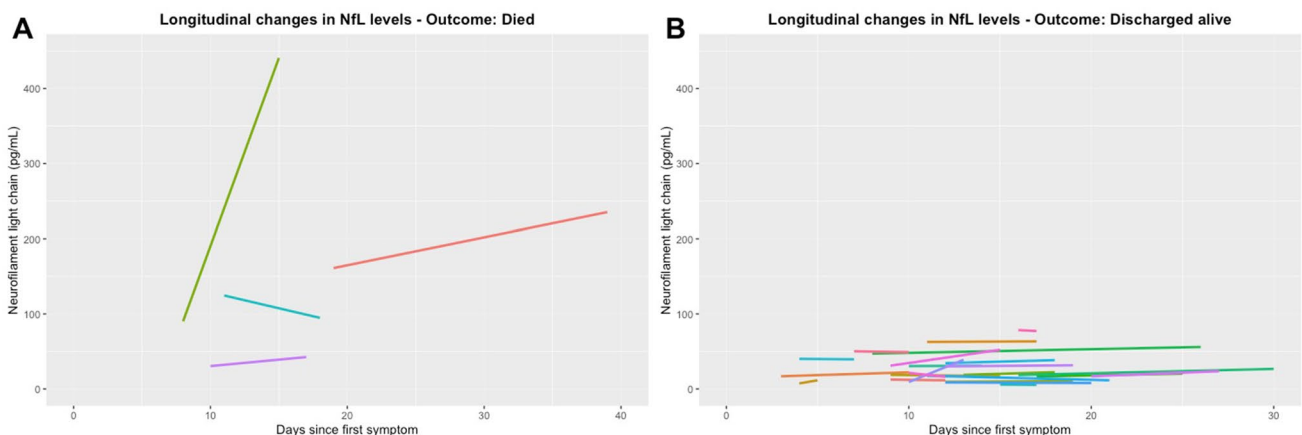 A
Longitudinal changes in NfL levels - Outcome: Died
Neurofilament light chain (pg/mL)
400
300
200
100
0
0 10 20 30 40
Days since first symptom
B
Longitudinal changes in NfL levels - Outcome: Discharged alive
Neurofilament light chain (pg/mL)
400
300
200
100
0
0 10 20 30
Days since first symptom